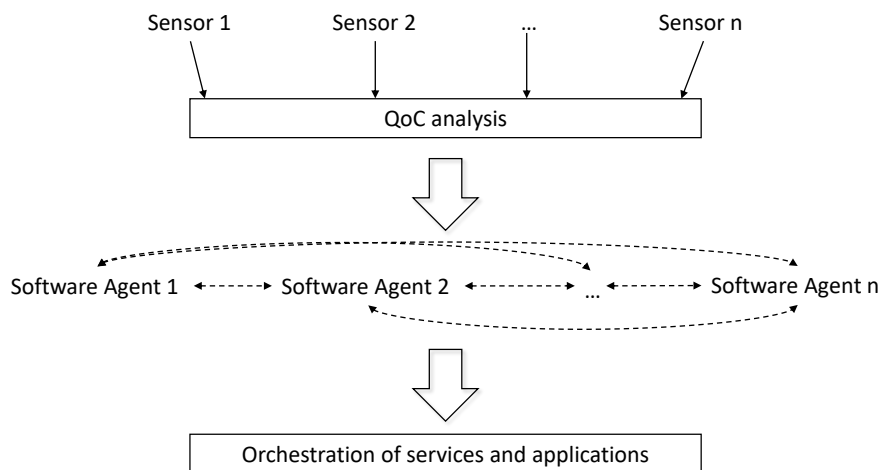 Sensor 1 Sensor 2 ... Sensor n
QoC analysis
Software Agent 1 Software Agent 2 ... Software Agent n
Orchestration of services and applications